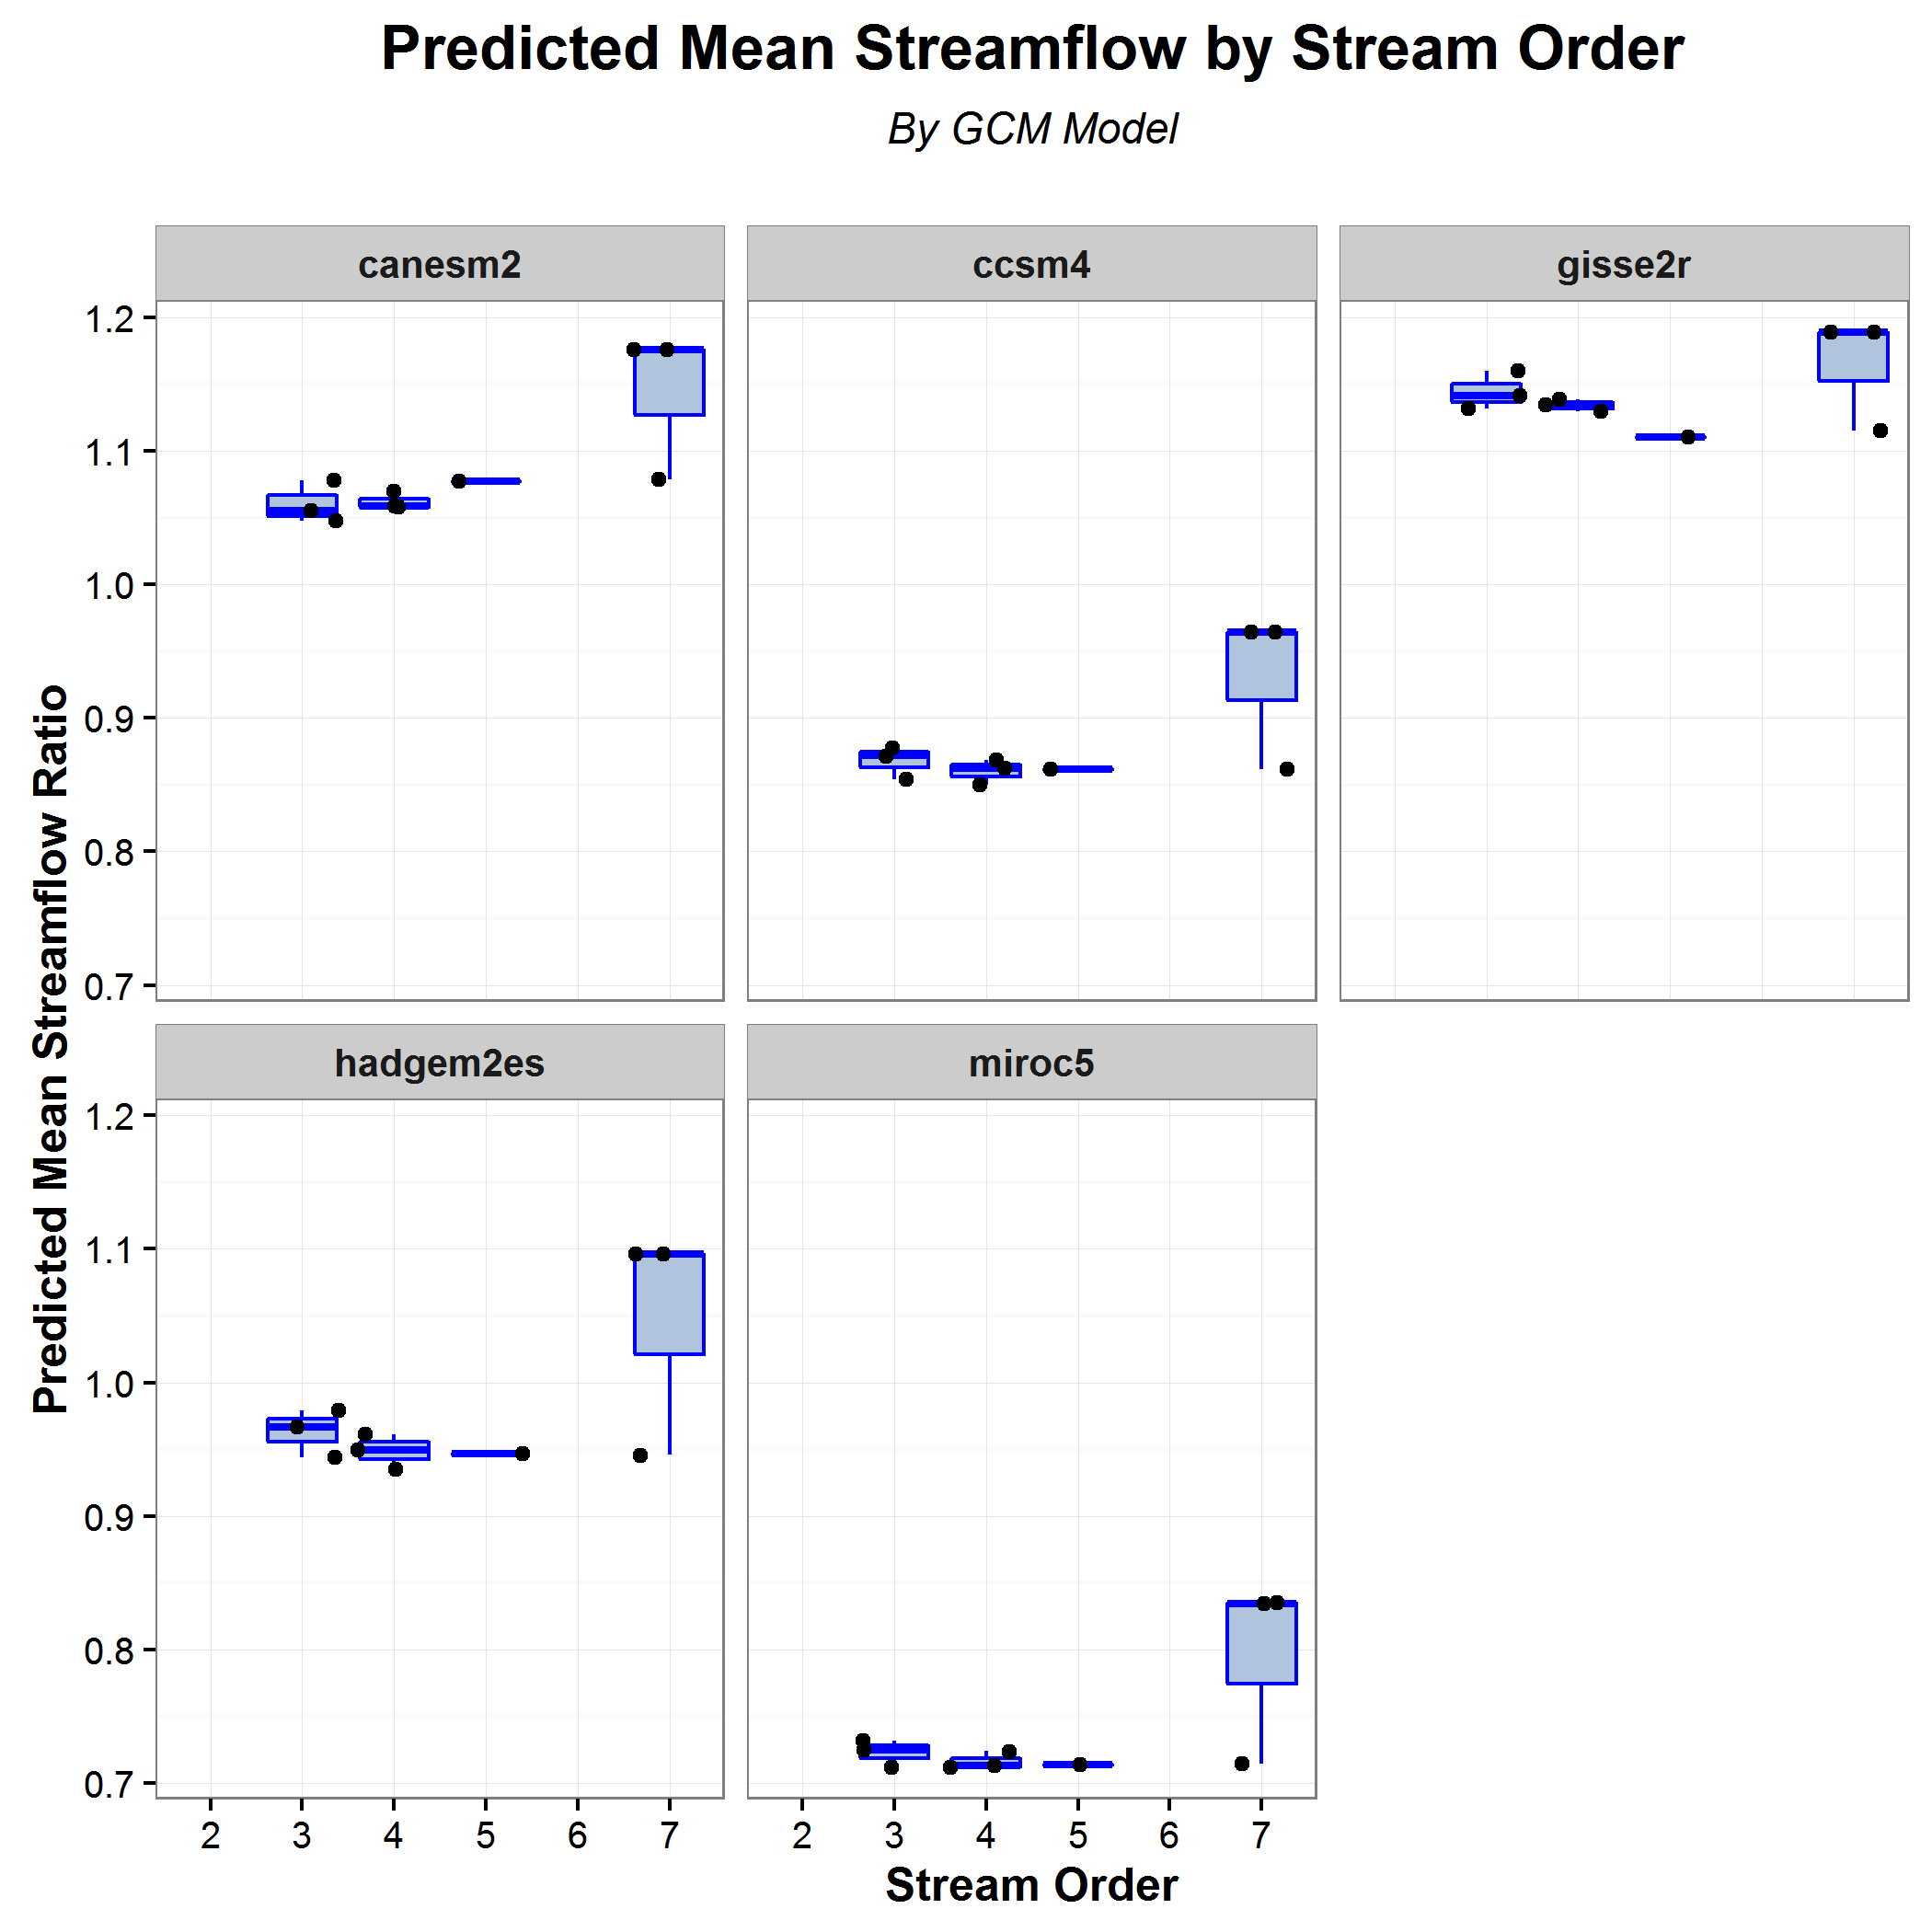 Predicted Mean Streamflow by Stream Order
By GCM Model
canesm2
ccsm4
gisse2r
1.2
1.1
1.0
0.9
0.8
0.7
Predicted Mean Streamflow Ratio
hadgem2es
miroc5
1.2
1.1
1.0
0.9
0.8
0.7
2 3 4 5 6 7
2 3 4 5 6 7
Stream Order